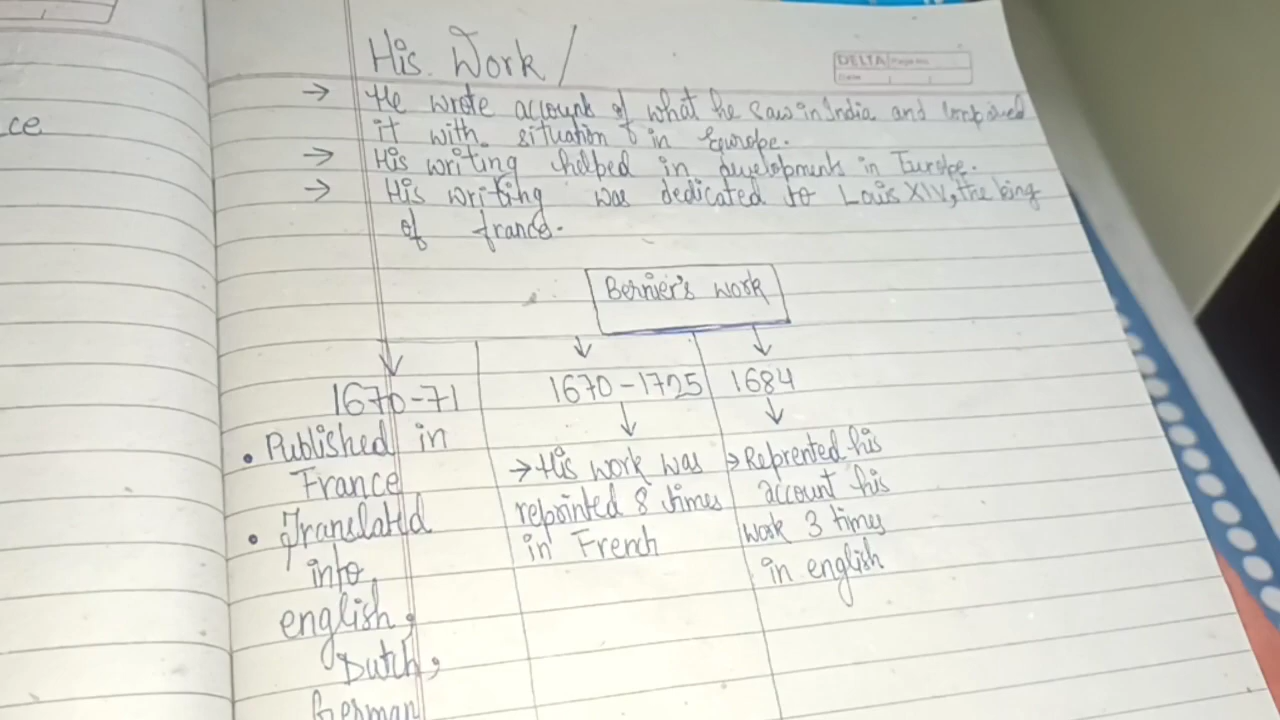 ce
DELTA
Date
His Work /
→ He wrote accounts of what he saw in India and compared
it with situation in Europe.
→ His writing helped in developments in Europe.
→ His writing was dedicated to Louis XIV, the king
of france.
Bernier's work
1670-71
1670-1725
1684
• Published in
France
• Translated
into
english,
Dutch,
German
→ His work was
reprinted 8 times
in French
→ Reprented his
account his
work 3 times
in english